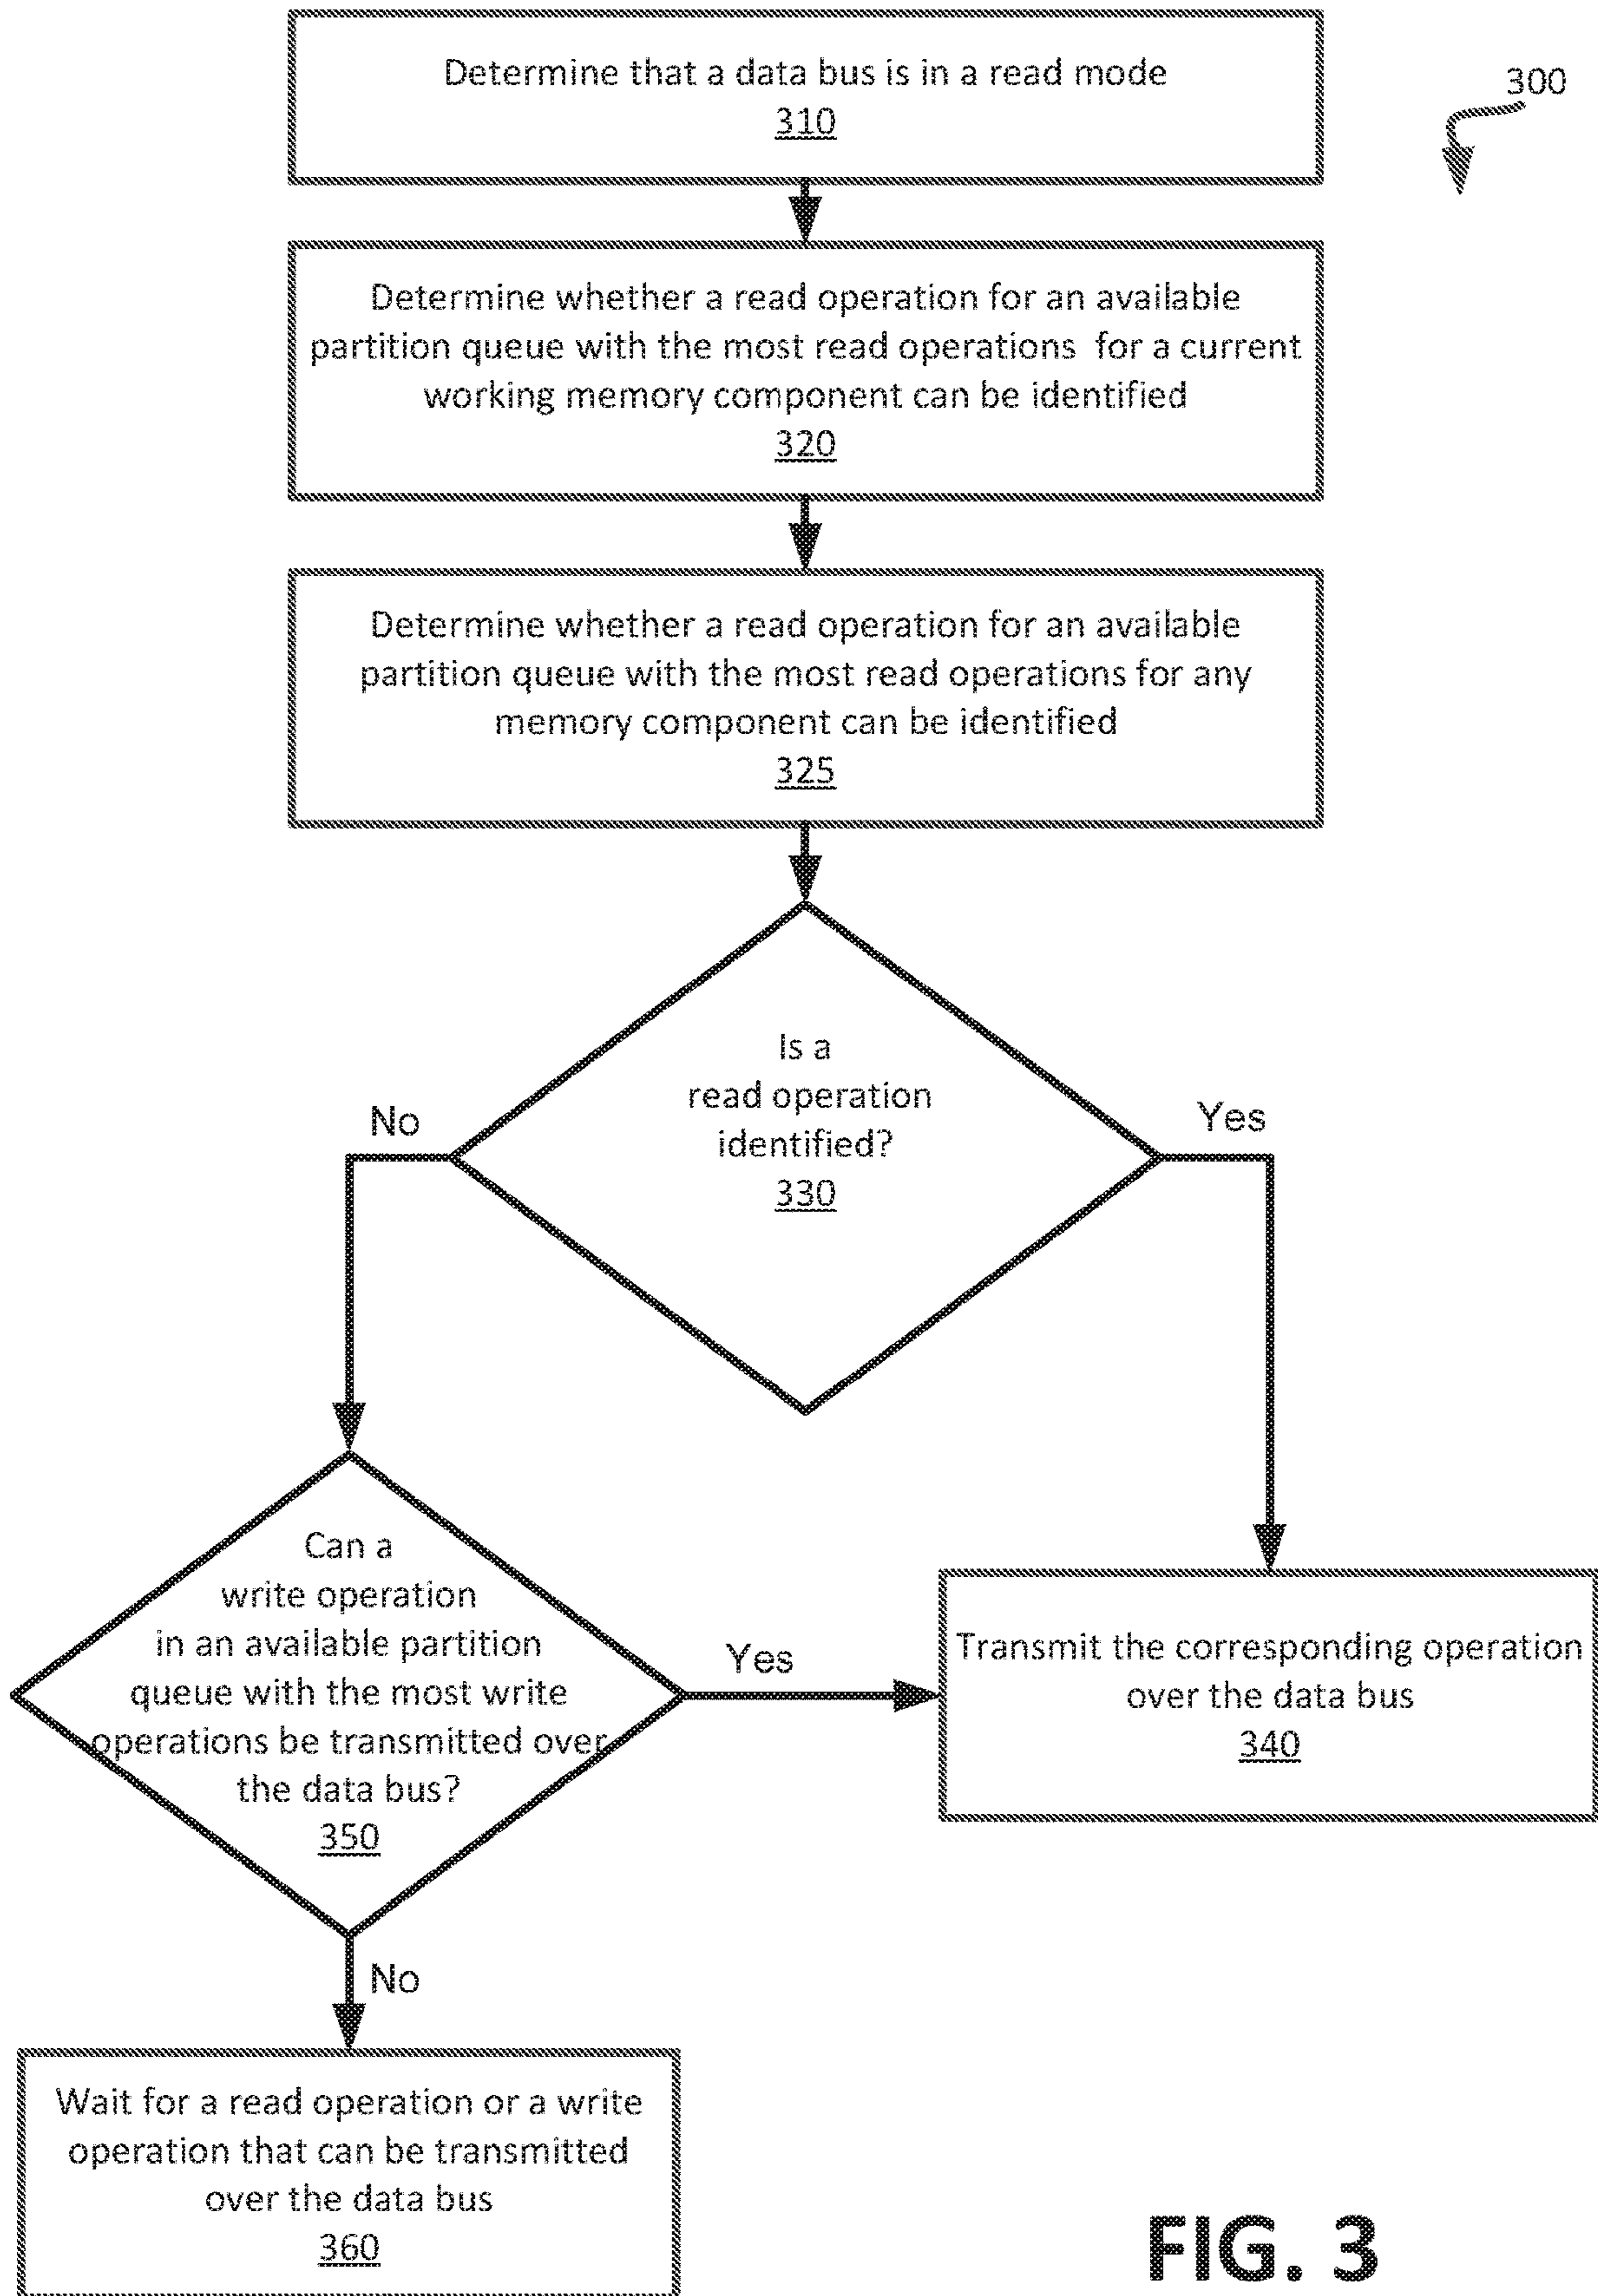 Determine that a data bus is in a read mode
310
300
Determine whether a read operation for an available
partition queue with the most read operations for a current
working memory component can be identified
320
Determine whether a read operation for an available
partition queue with the most read operations for any
memory component can be identified
325
Is a
read operation
identified?
330
No
Yes
Can a
write operation
in an available partition
queue with the most write
operations be transmitted over
the data bus?
350
Yes
Transmit the corresponding operation
over the data bus
340
No
Wait for a read operation or a write
operation that can be transmitted
over the data bus
360
FIG. 3